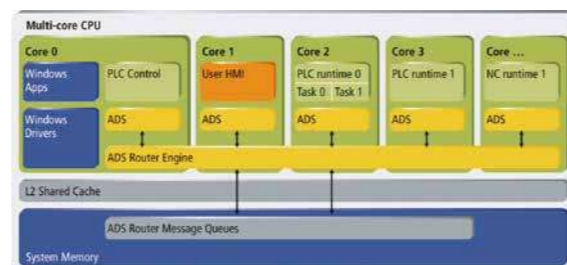 Multi-core CPU
Core 0
Core 1
Core 2
Core 3
Core ...
Windows Apps
PLC Control
User HMI
PLC runtime 0
Task 0
Task 1
PLC runtime 1
NC runtime 1
Windows Drivers
ADS
ADS
ADS
ADS
ADS
ADS Router Engine
L2 Shared Cache
ADS Router Message Queues
System Memory